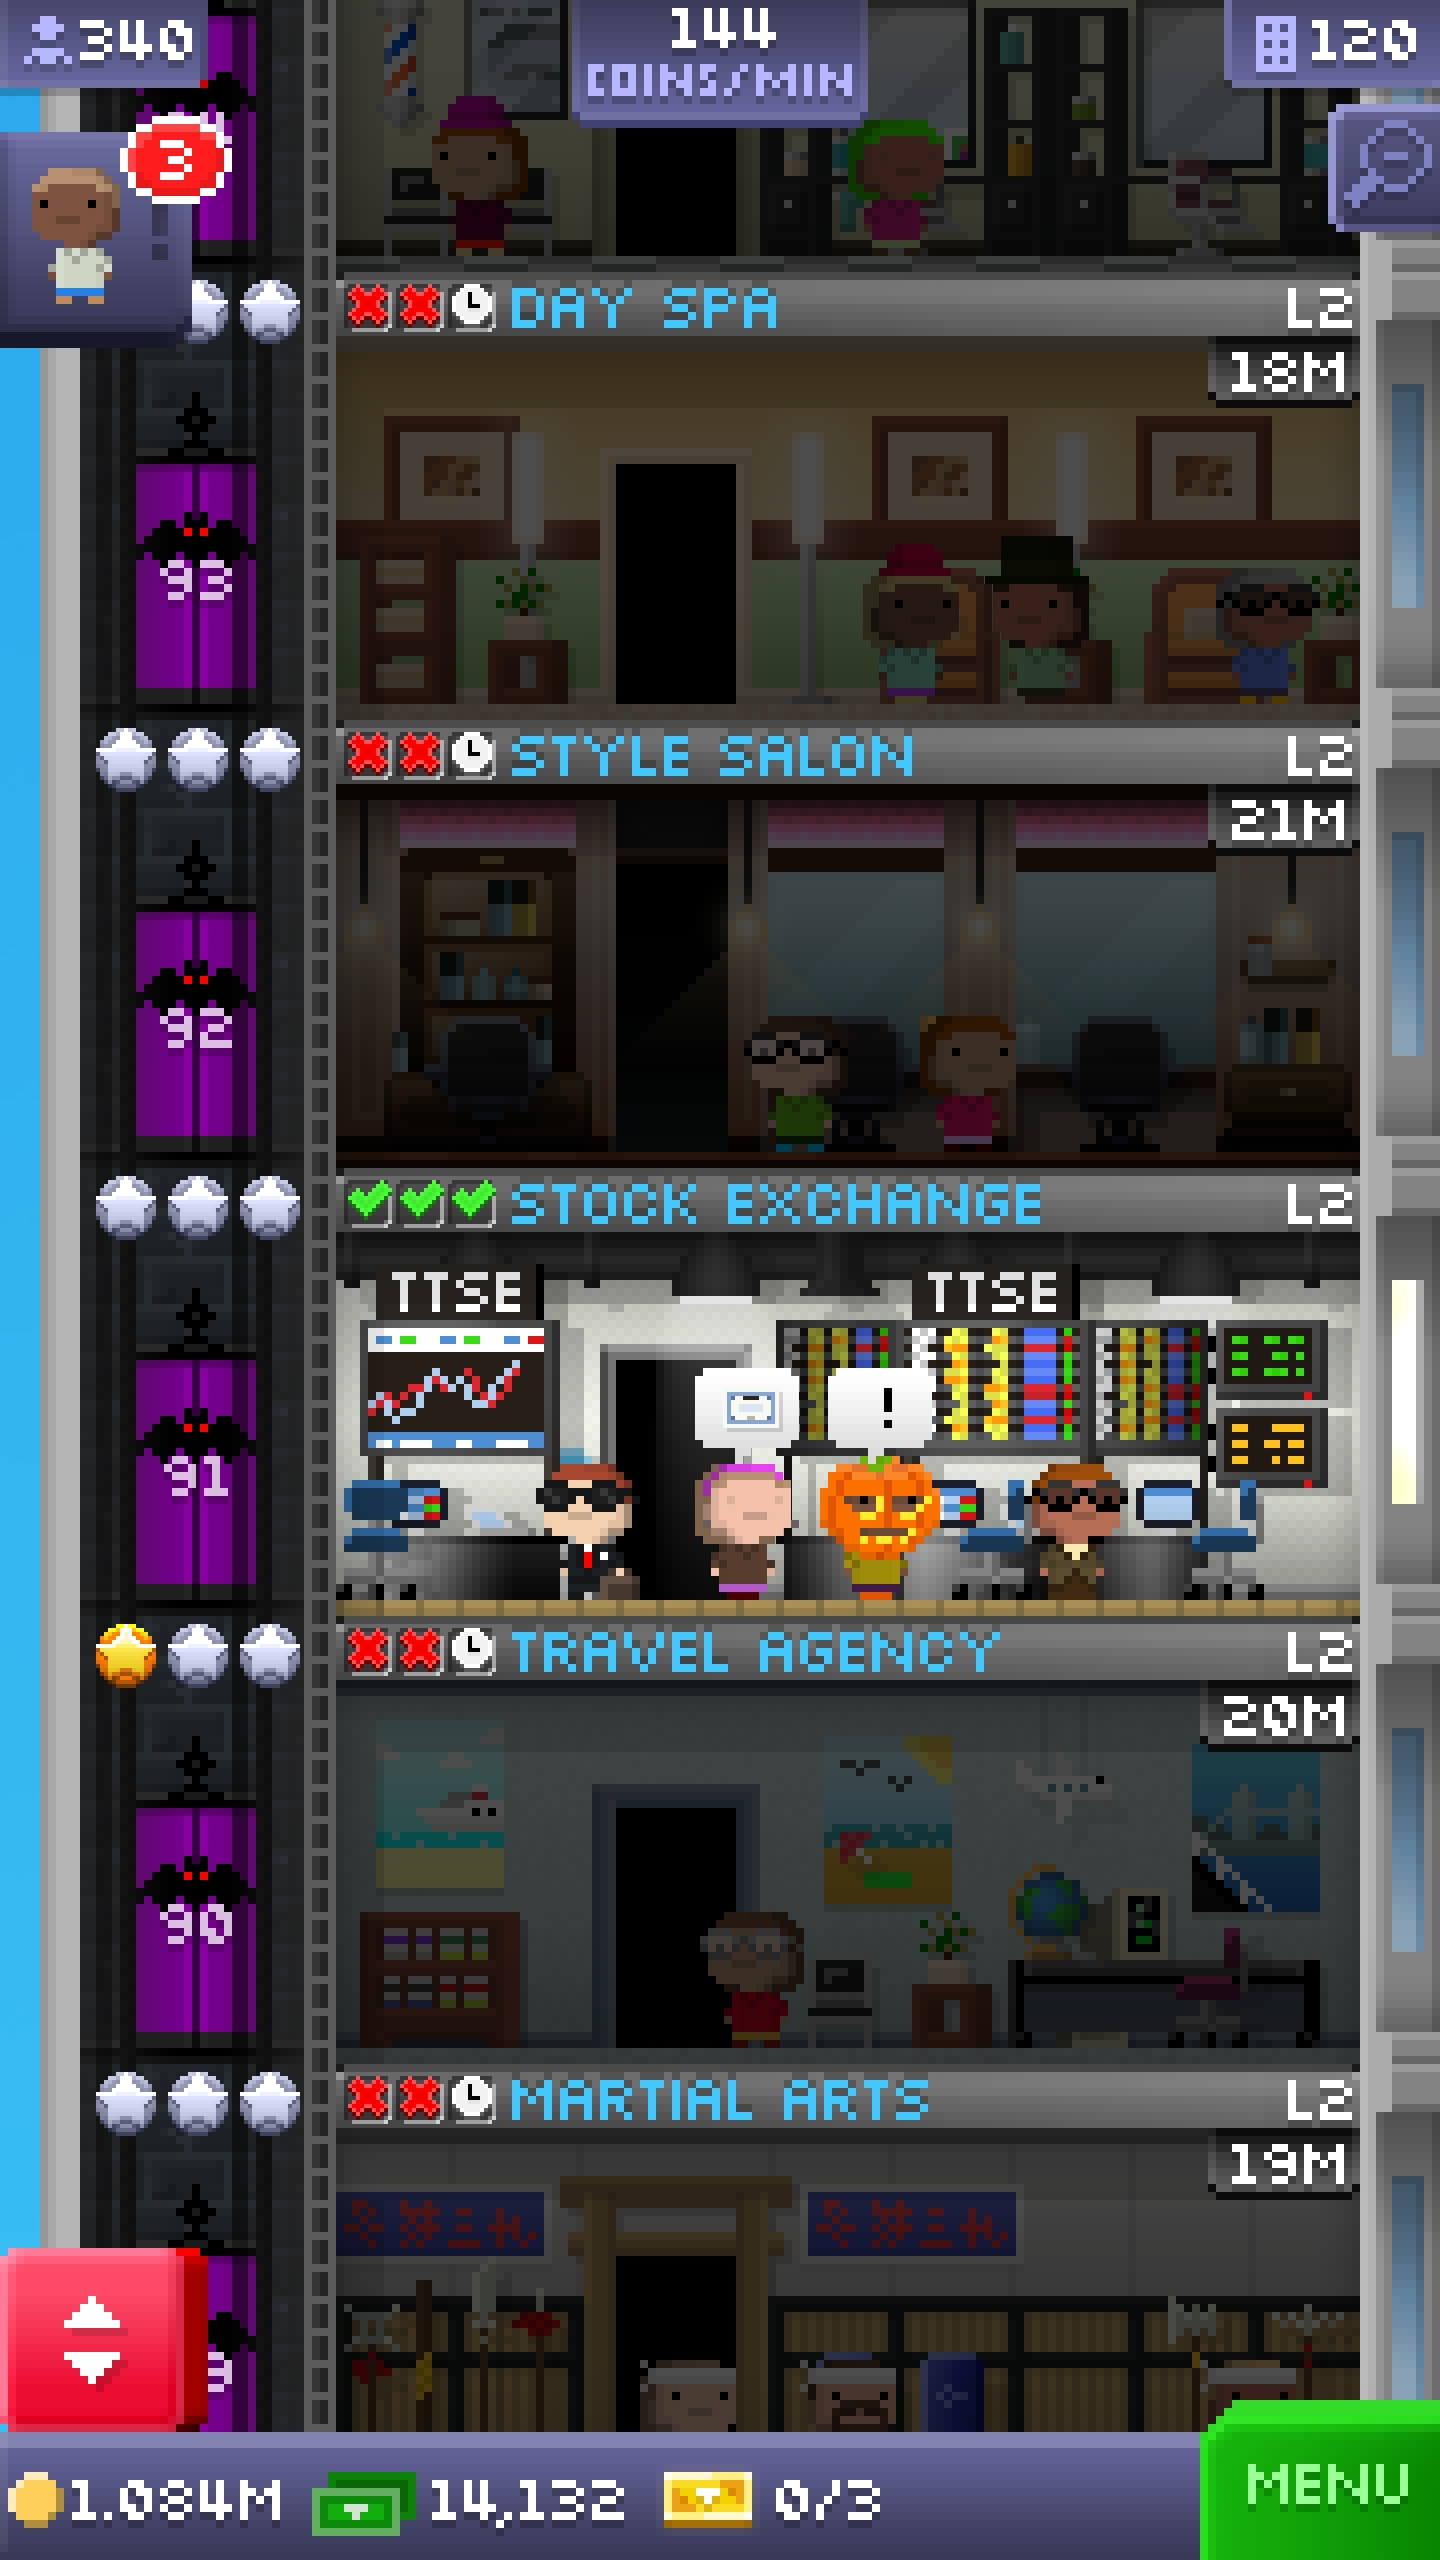 340
144
COINS/MIN
120
3
DAY SPA L2
18M
93
STYLE SALON L2
21M
92
STOCK EXCHANGE L2
TTSE TTSE
!
91
TRAVEL AGENCY L2
20M
90
MARTIAL ARTS L2
19M
1.084M 14,132 0/3 MENU